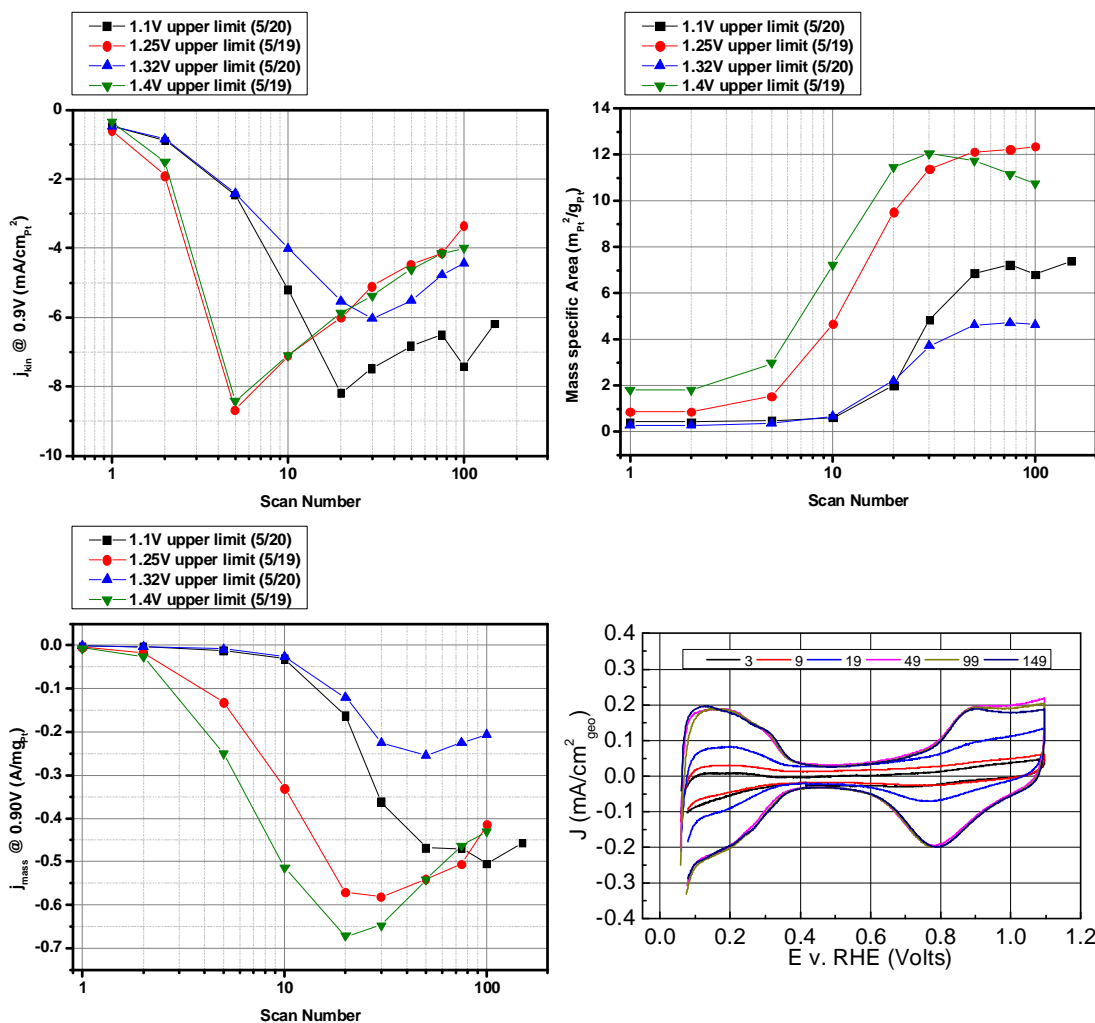 1.1V upper limit (5/20)
1.25V upper limit (5/19)
1.32V upper limit (5/20)
1.4V upper limit (5/19)
0
-2
-4
-6
-8
-10
j_kin @ 0.9V (mA/cm_Pt^2)
1 10 100
Scan Number
1.1V upper limit (5/20)
1.25V upper limit (5/19)
1.32V upper limit (5/20)
1.4V upper limit (5/19)
14
12
10
8
6
4
2
0
Mass specific Area (m_Pt^2/g_Pt)
1 10 100
Scan Number
1.1V upper limit (5/20)
1.25V upper limit (5/19)
1.32V upper limit (5/20)
1.4V upper limit (5/19)
0.0
-0.1
-0.2
-0.3
-0.4
-0.5
-0.6
-0.7
j_mass @ 0.90V (A/mg_Pt)
1 10 100
Scan Number
3 9 19 49 99 149
0.4
0.3
0.2
0.1
0.0
-0.1
-0.2
-0.3
-0.4
J (mA/cm^2_geo)
0.0 0.2 0.4 0.6 0.8 1.0 1.2
E v. RHE (Volts)